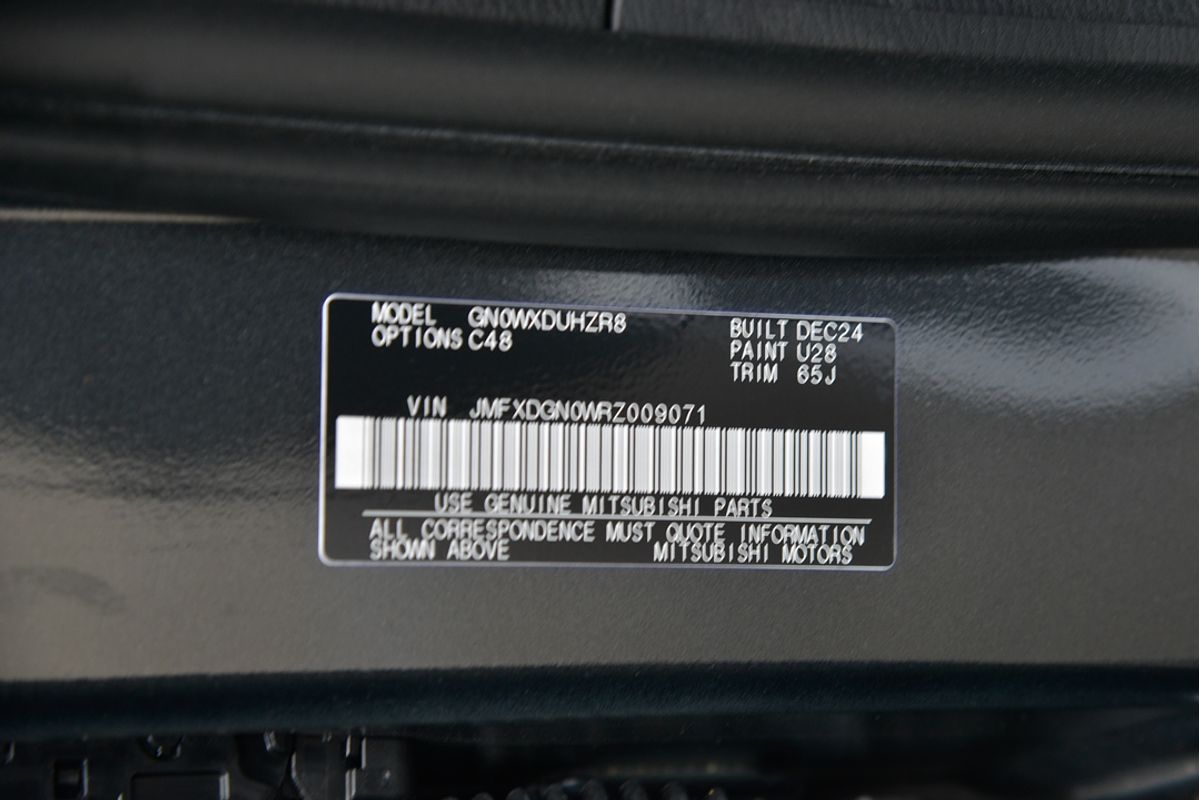 MODEL GN0WXDUHZR8
OPTIONS C48
BUILT DEC24
PAINT U28
TRIM 65J
VIN JMFXDGN0WRZ009071
USE GENUINE MITSUBISHI PARTS
ALL CORRESPONDENCE MUST QUOTE INFORMATION
SHOWN ABOVE MITSUBISHI MOTORS